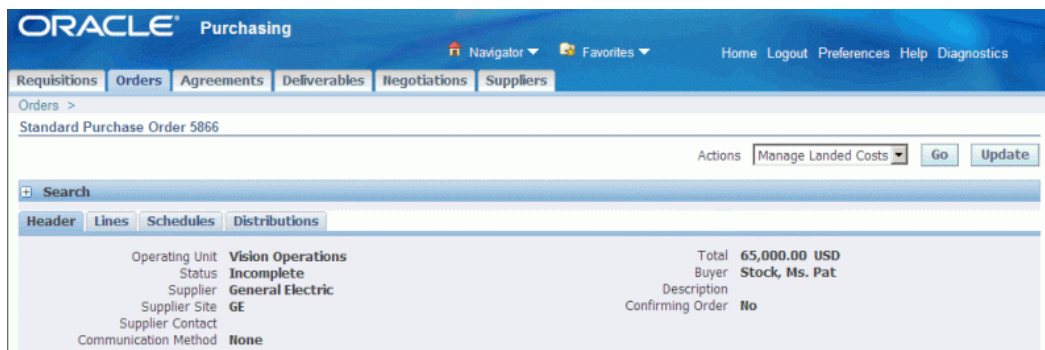 ORACLE® Purchasing
Navigator Favorites Home Logout Preferences Help Diagnostics
Requisitions Orders Agreements Deliverables Negotiations Suppliers
Orders >
Standard Purchase Order 5866
Actions Manage Landed Costs Go Update
Search
Header Lines Schedules Distributions
Operating Unit Vision Operations Total 65,000.00 USD
Status Incomplete Buyer Stock, Ms. Pat
Supplier General Electric Description
Supplier Site GE Confirming Order No
Supplier Contact
Communication Method None